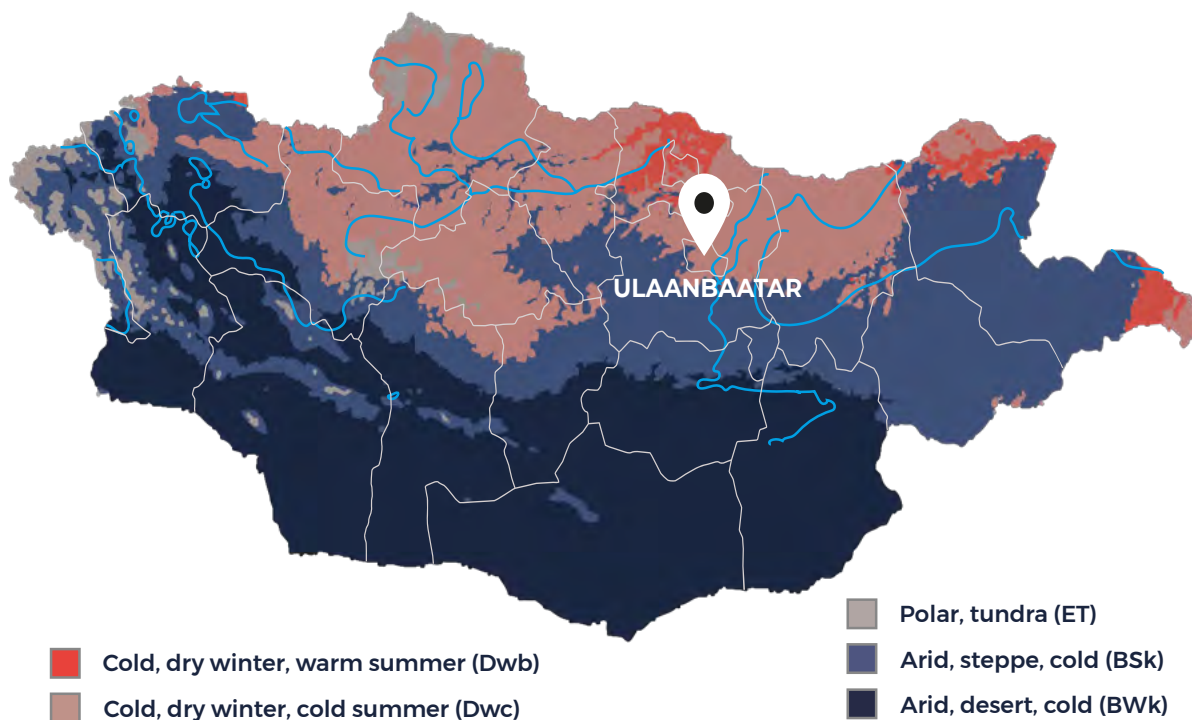 ULAANBAATAR
Polar, tundra (ET)
Cold, dry winter, warm summer (Dwb)
Arid, steppe, cold (BSk)
Cold, dry winter, cold summer (Dwc)
Arid, desert, cold (BWk)